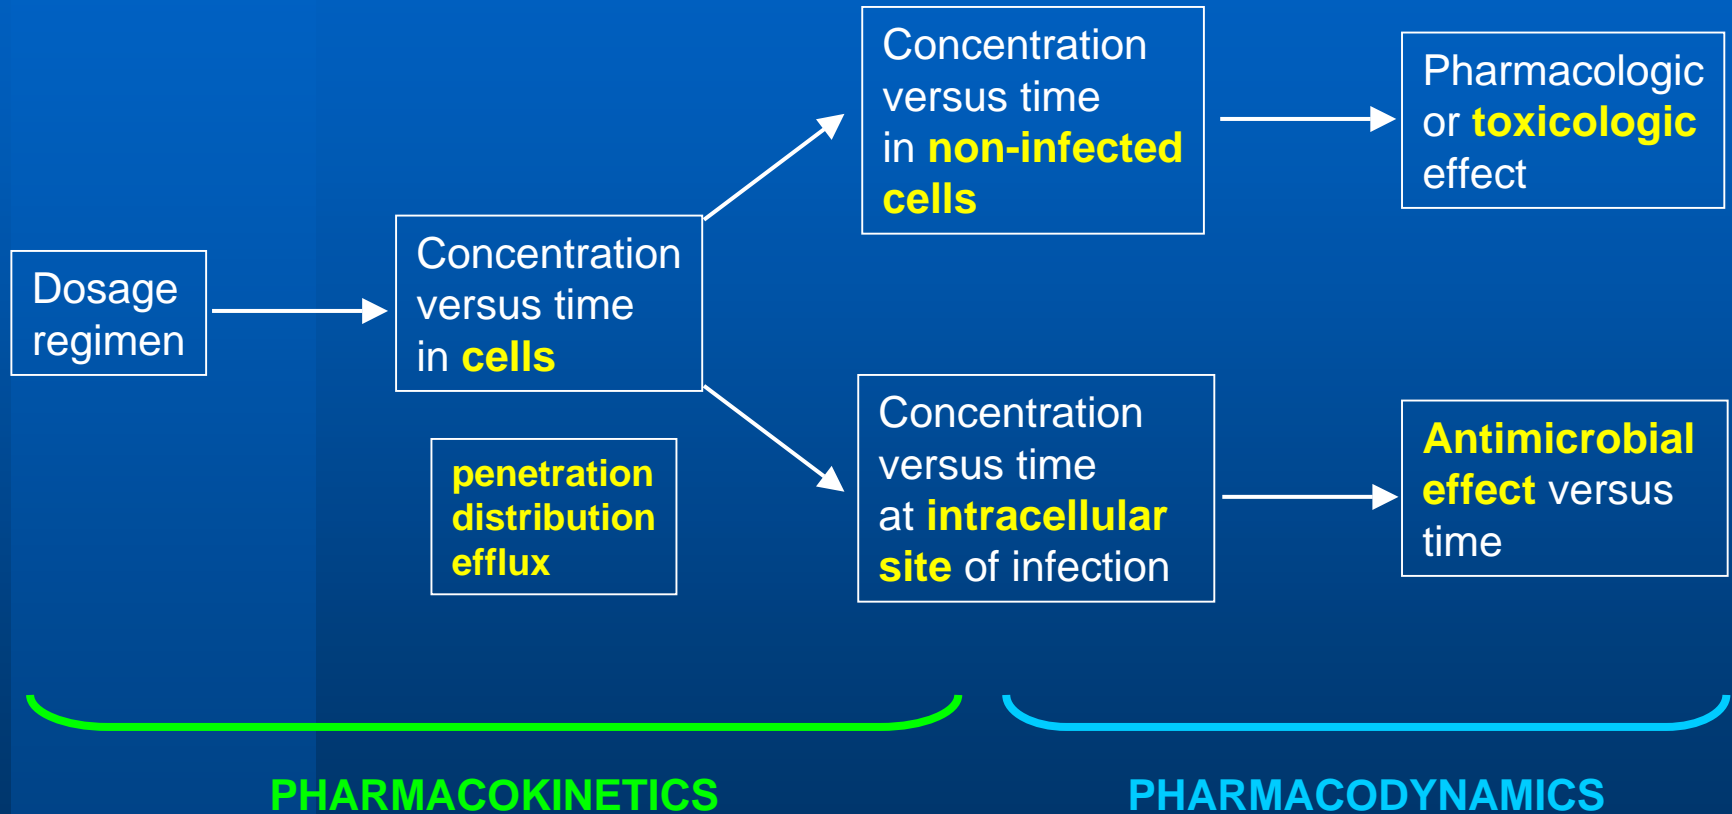 Dosage
regimen
Concentration
versus time
in cells
penetration
distribution
efflux
Concentration
versus time
in non-infected
cells
Pharmacologic
or toxicologic
effect
Concentration
versus time
at intracellular
site of infection
Antimicrobial
effect versus
time
PHARMACOKINETICS
PHARMACODYNAMICS